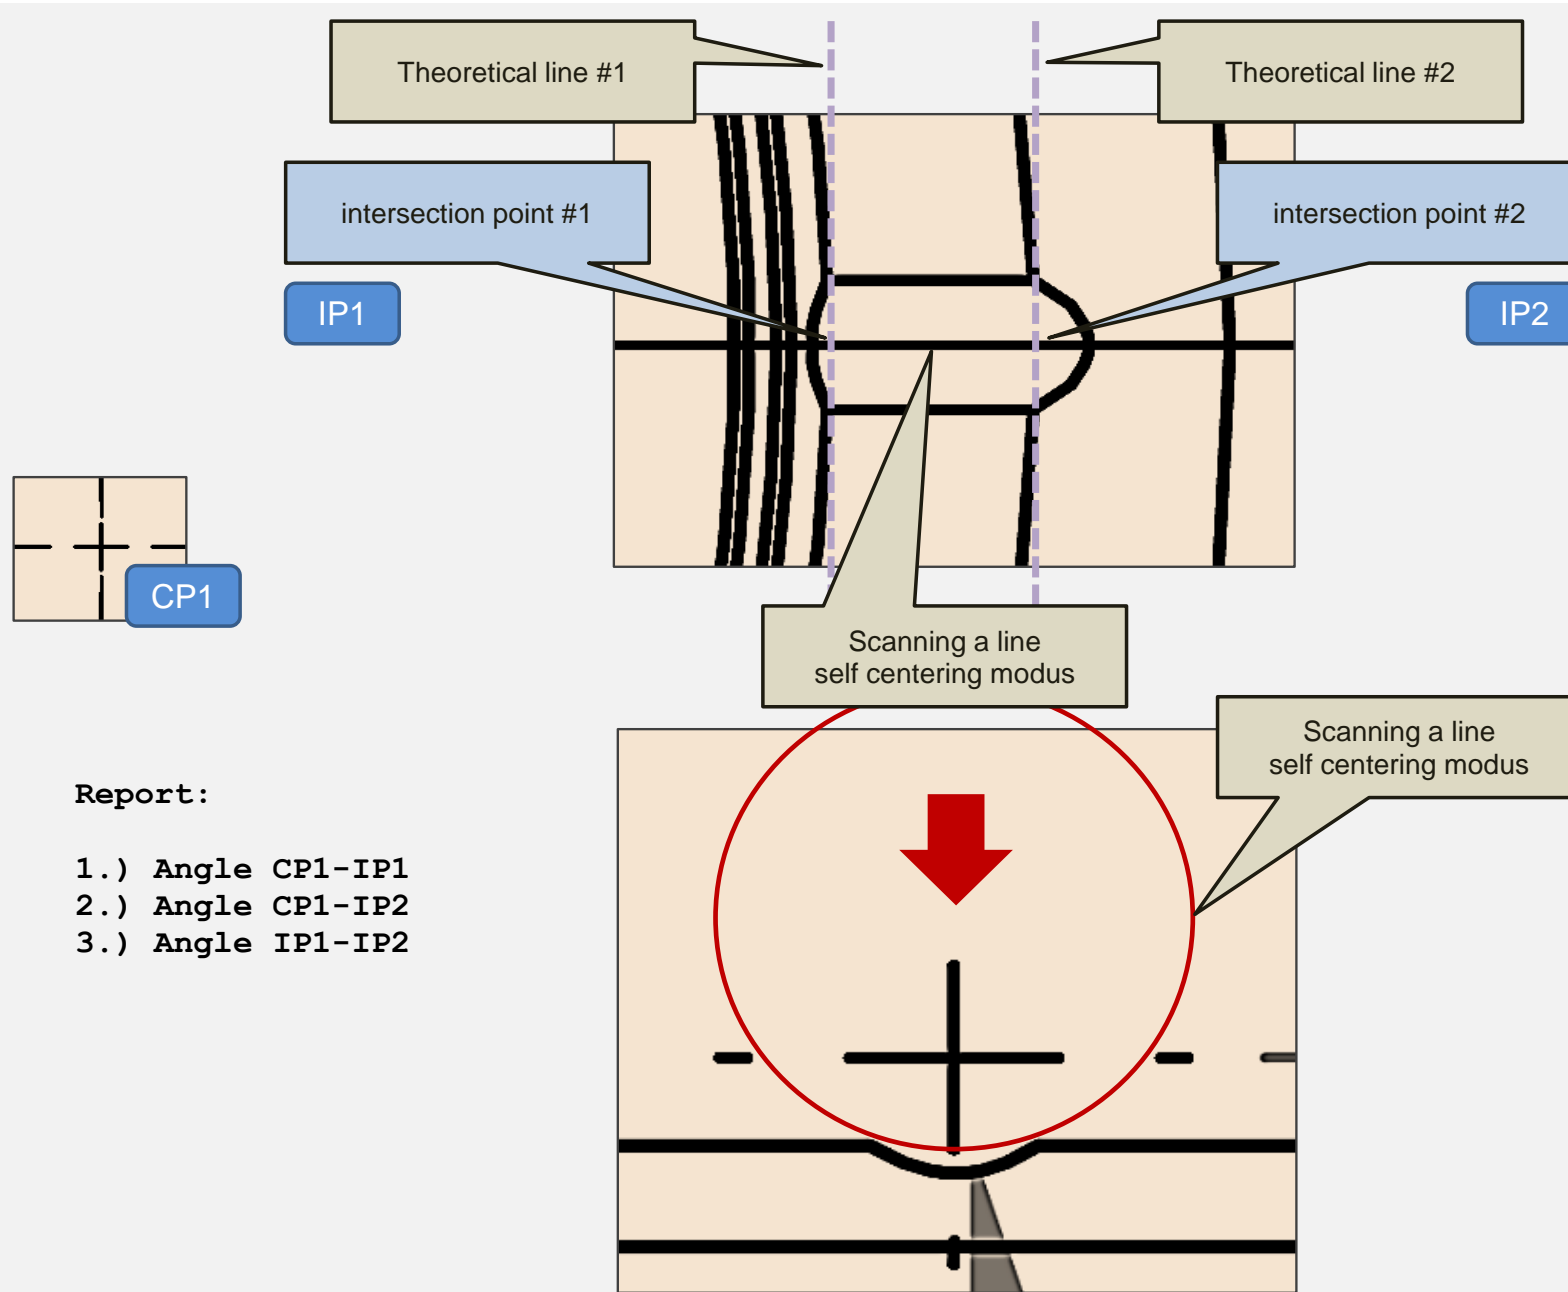 Theoretical line #1
Theoretical line #2
intersection point #1
intersection point #2
IP1
IP2
CP1
Scanning a line
self centering modus
Scanning a line
self centering modus
Report:
1.) Angle CP1-IP1
2.) Angle CP1-IP2
3.) Angle IP1-IP2